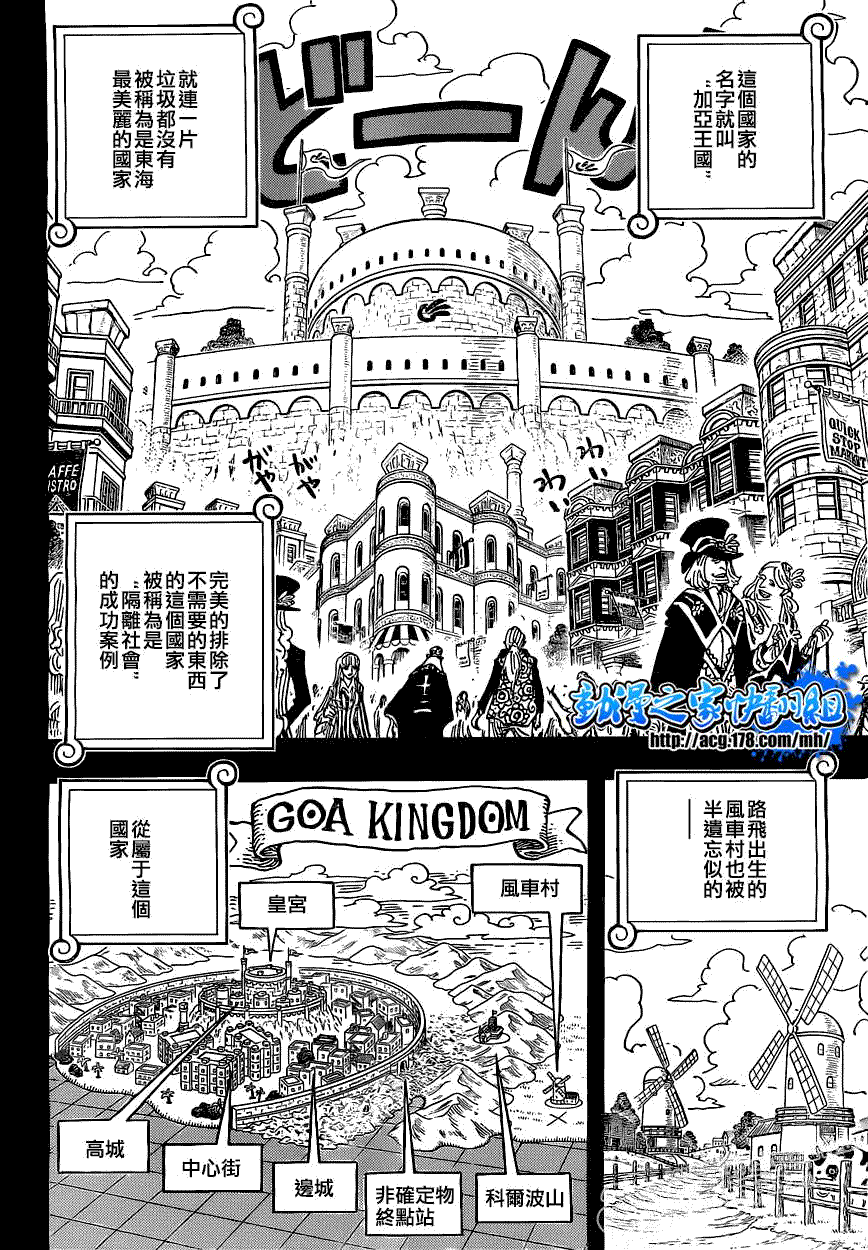 這個國家的
名字就叫
“加亞王國”
どーん
就連一片
垃圾都沒有
被稱為是東海
最美麗的國家
QUICK
STOP
MARKET
わい
わい
がや
がや
CAFFE
BISTRO
完美的排除了
不需要的東西
的這個國家
被稱為是
“隔離社會”
的成功案例
動漫之家快翻組
http://acg.178.com/mh/
路飛出生的
風車村也被
半遺忘似的
——
從屬于這個
國家
GOA KINGDOM
風車村
皇宮
高城
中心街
邊城
非確定物
終點站
科爾波山